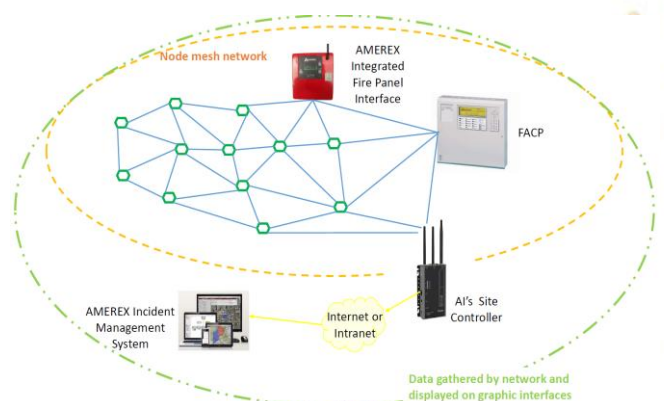 Node mesh network
AMEREX
Integrated
Fire Panel
Interface
FACP
AI's Site
Controller
Internet or
Intranet
AMEREX Incident
Management
System
Data gathered by network and
displayed on graphic interfaces